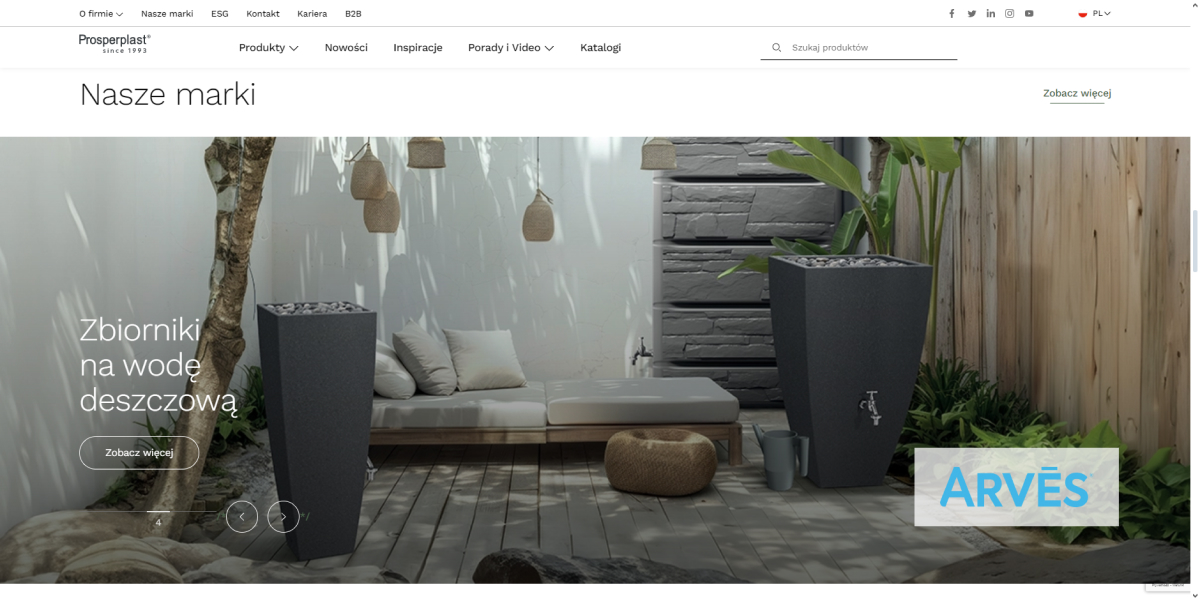 O firmie
Nasze marki
ESG
Kontakt
Kariera
B2B
PL
Prosperplast®
since 1993
Produkty
Nowości
Inspiracje
Porady i Video
Katalogi
Szukaj produktów
Nasze marki
Zobacz więcej
Zbiorniki
na wodę
deszczową
Zobacz więcej
4
*/
ARVĒS